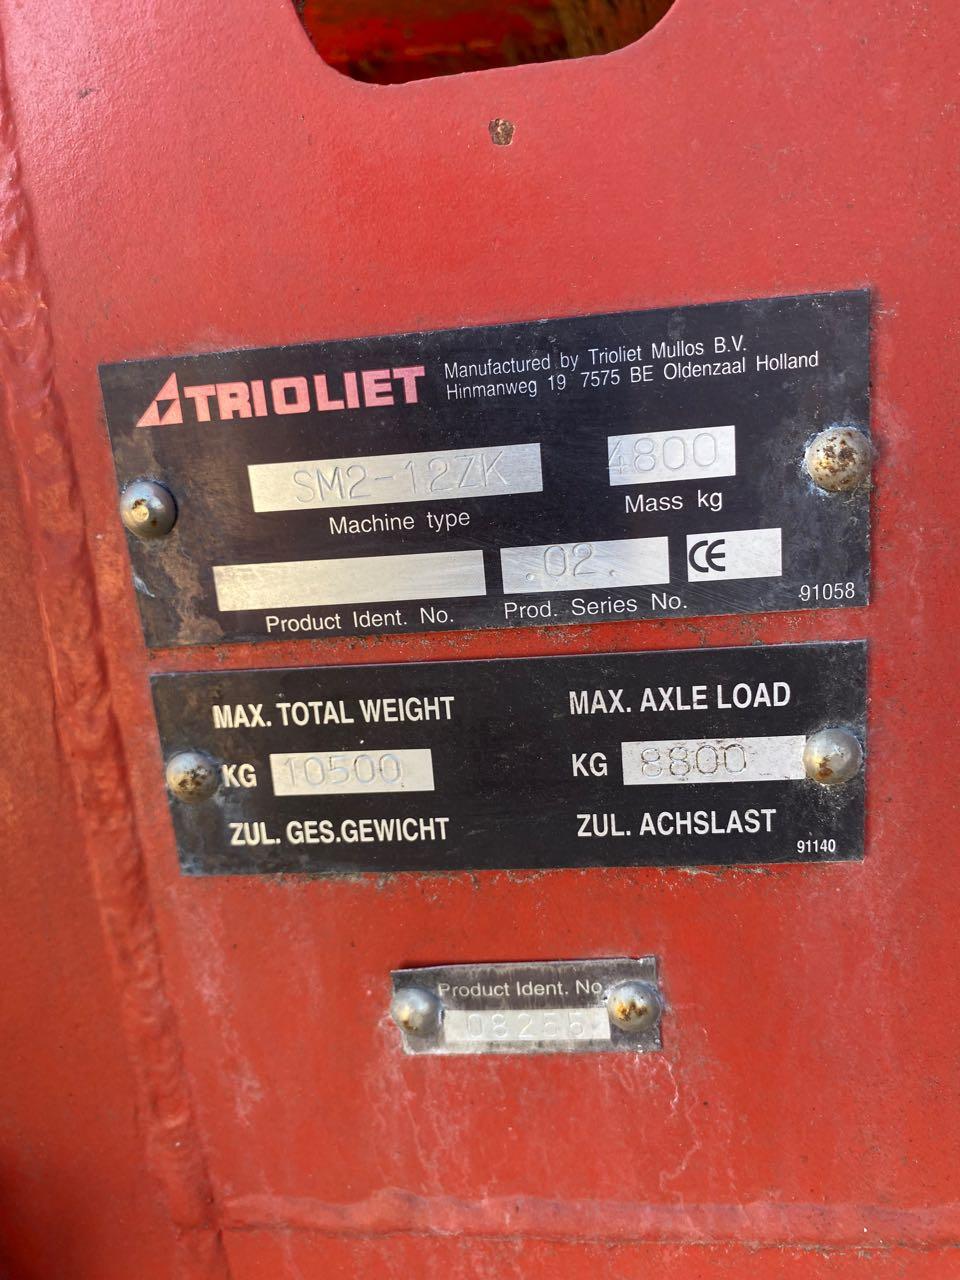 TRIOLIET
Manufactured by Trioliet Mullos B.V.
Hinmanweg 19 7575 BE Oldenzaal Holland
SM2-12ZK
4800
Machine type
Mass kg
.02.
CE
Product Ident. No.
Prod. Series No.
91058
MAX. TOTAL WEIGHT
MAX. AXLE LOAD
KG 10500
KG 8800
ZUL. GES.GEWICHT
ZUL. ACHSLAST
91140
Product Ident. No.
08255